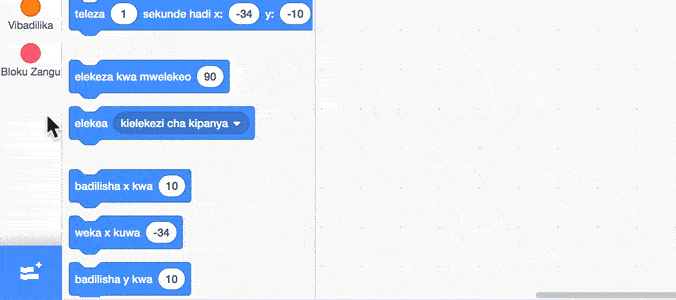 teleza 1 sekunde hadi x: -34 y: -10
Vibadilika
Bloku Zangu
elekeza kwa mwelekeo 90
elekea kielekezi cha kipanya
badilisha x kwa 10
weka x kuwa -34
badilisha y kwa 10